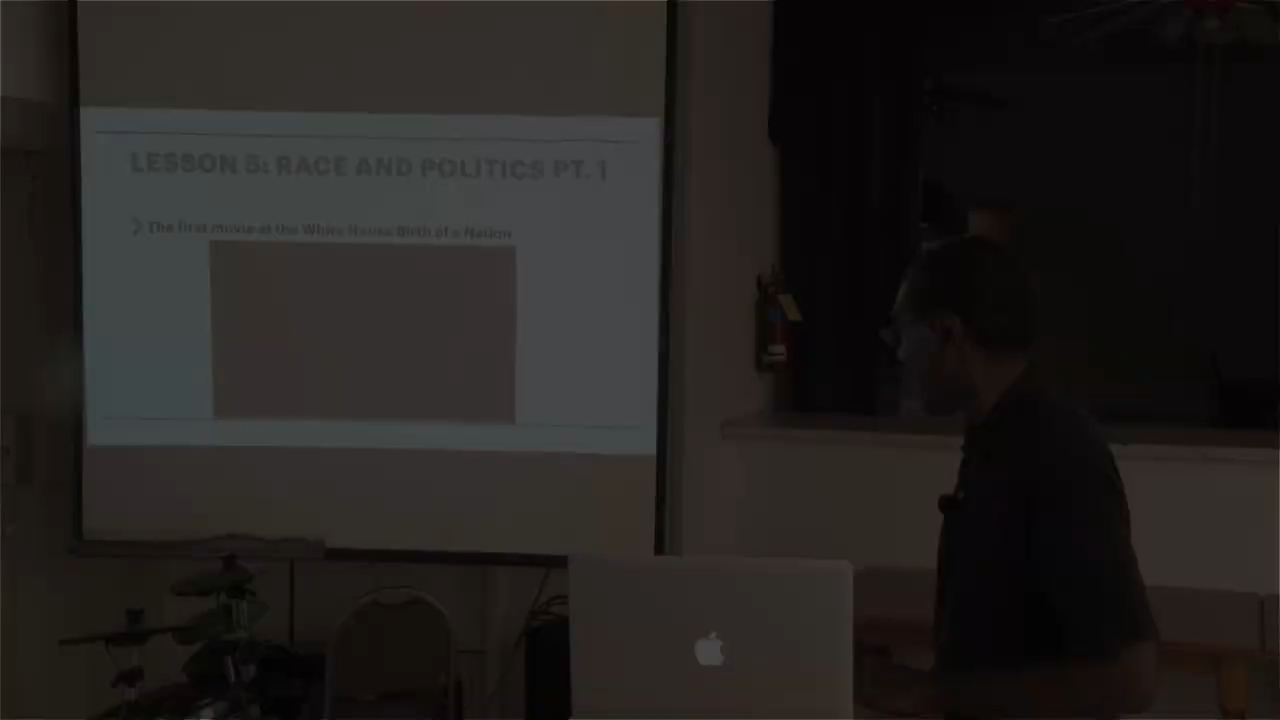 LESSON 5: RACE AND POLITICS PT. 1
The first movie at the White House Birth of a Nation